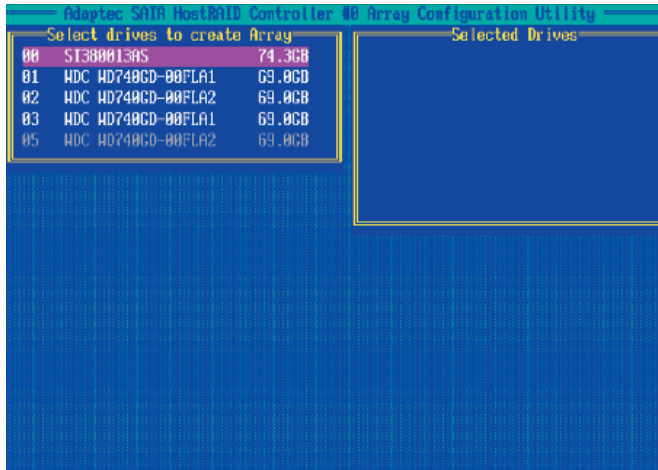 Adaptec SATA HostRAID Controller #0 Array Configuration Utility
Select drives to create Array
00 ST380013AS 74.3GB
01 WDC WD740GD-00FLA1 69.0GB
02 WDC WD740GD-00FLA2 69.0GB
03 WDC WD740GD-00FLA1 69.0GB
05 WDC WD740GD-00FLA2 69.0GB
Selected Drives